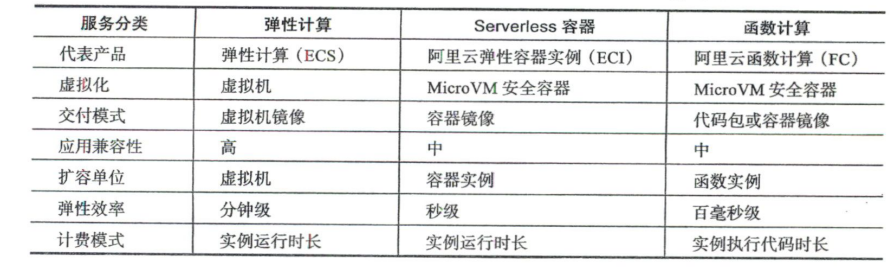 服务分类 弹性计算 Serverless 容器 函数计算
代表产品 弹性计算（ECS） 阿里云弹性容器实例（ECI） 阿里云函数计算（FC）
虚拟化 虚拟机 MicroVM 安全容器 MicroVM 安全容器
交付模式 虚拟机镜像 容器镜像 代码包或容器镜像
应用兼容性 高 中 中
扩容单位 虚拟机 容器实例 函数实例
弹性效率 分钟级 秒级 百毫秒级
计费模式 实例运行时长 实例运行时长 实例执行代码时长